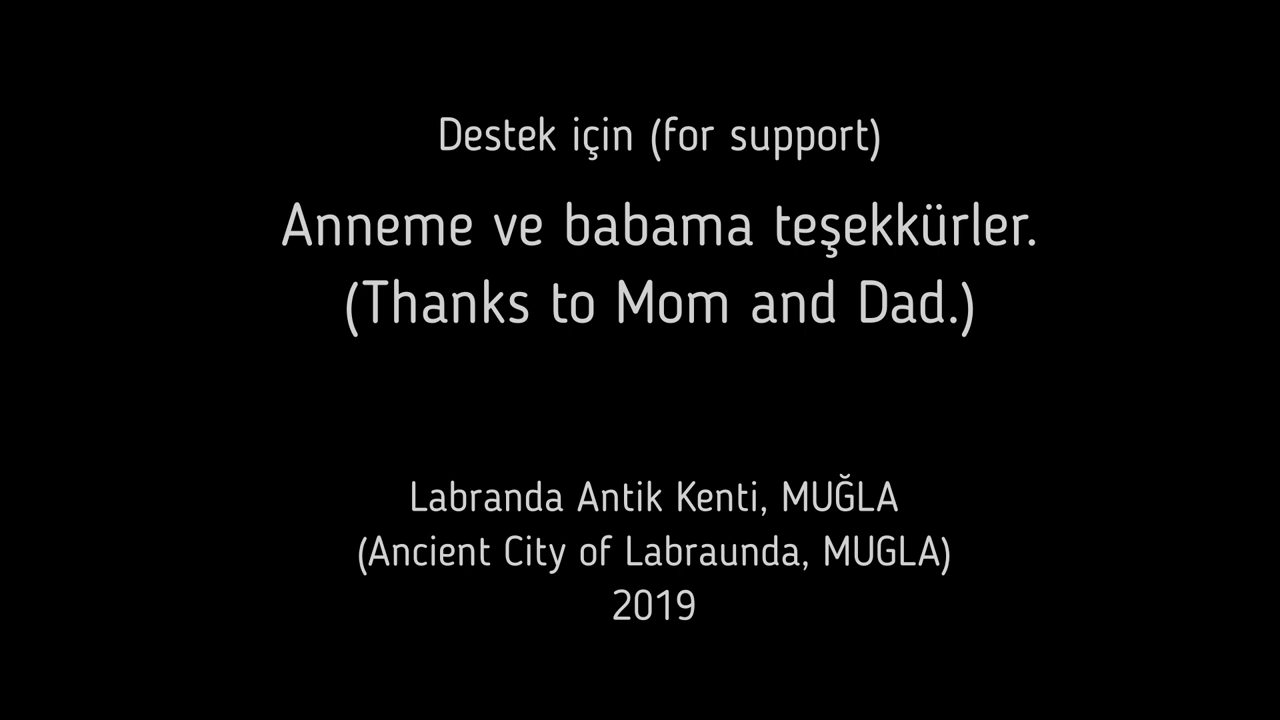 Destek için (for support)
Anneme ve babama teşekkürler.
(Thanks to Mom and Dad.)
Labranda Antik Kenti, MUĞLA
(Ancient City of Labraunda, MUGLA)
2019